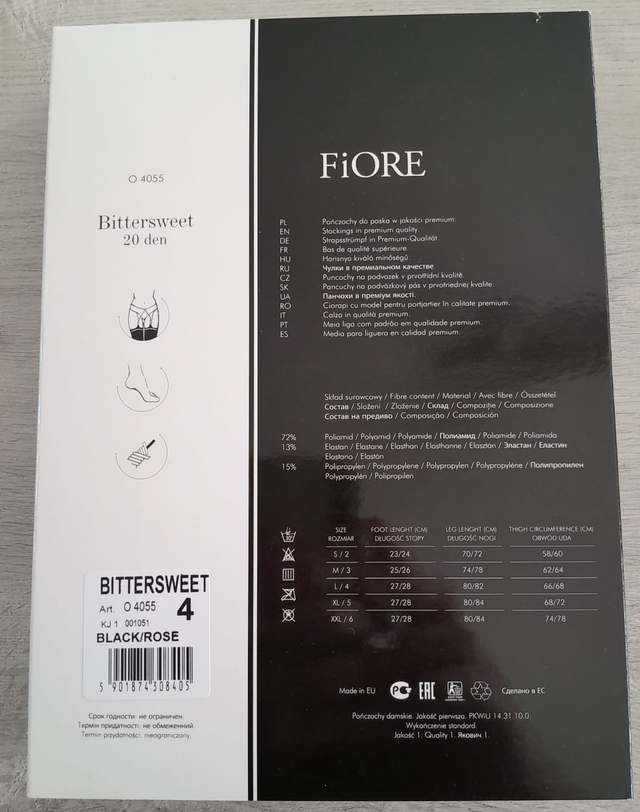 O 4055
Bittersweet
20 den
BITTERSWEET
Art. O 4055 4
KJ 1 001051
BLACK/ROSE
5 901874 308405
Срок годности: не ограничен
Термін придатності: не обмежений
Termin przydatności: nieograniczony.
FiORE
PL Pończochy do paska w jakości premium.
EN Stockings in premium quality.
DE Strapsstrümpf in Premium-Qualität.
FR Bas de qualité supérieure.
HU Harisnya kiváló minőségű.
RU Чулки в премиальном качестве.
CZ Puncochy na podvazek v prvotřídní kvalitě.
SK Pancuchy na podväzkový pás v prvotriednej kvalite.
UA Панчохи в преміум якості.
RO Ciorapi cu model pentru portjartier în calitate premium.
IT Calza in qualità premium.
PT Meia liga com padrão em qualidade premium.
ES Media para liguero en calidad premium.
Skład surowcowy / Fibre content / Material / Avec fibre / Összetétel
Состав / Složení / Zloženie / Склад / Compoziție / Composizione
Состав на предиво / Composição / Composición
72% Poliamid / Polyamid / Polyamide / Полиамид / Poliamide / Poliamida
13% Elastan / Elastane / Elasthan / Elasthanne / Elasztán / Эластан / Еластин
Elastano / Elastán
15% Polipropylen / Polypropylene / Polypropylen / Polypropylène / Полипропилен
Polypropylén / Polipropilen
SIZE FOOT LENGHT (CM) LEG LENGHT (CM) THIGH CIRCUMFERENCE (CM)
ROZMIAR DŁUGOŚĆ STOPY DŁUGOŚĆ NOGI OBWÓD UDA
S / 2 23/24 70/72 58/60
M / 3 25/26 74/78 62/64
L / 4 27/28 80/82 66/68
XL / 5 27/28 80/84 68/72
XXL / 6 27/28 80/84 74/78
30°
Made in EU EAC Сделано в ЕС
Pończochy damskie. Jakość pierwsza. PKWiU 14.31.10.0
Wykończenie standard.
Jakość 1. Quality 1. Якович 1.